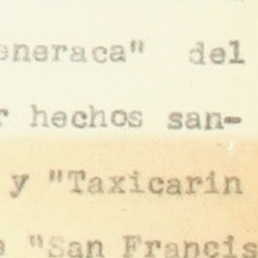 eneraca" del
r hechos san-
y "Taxicarin
e "San Francis